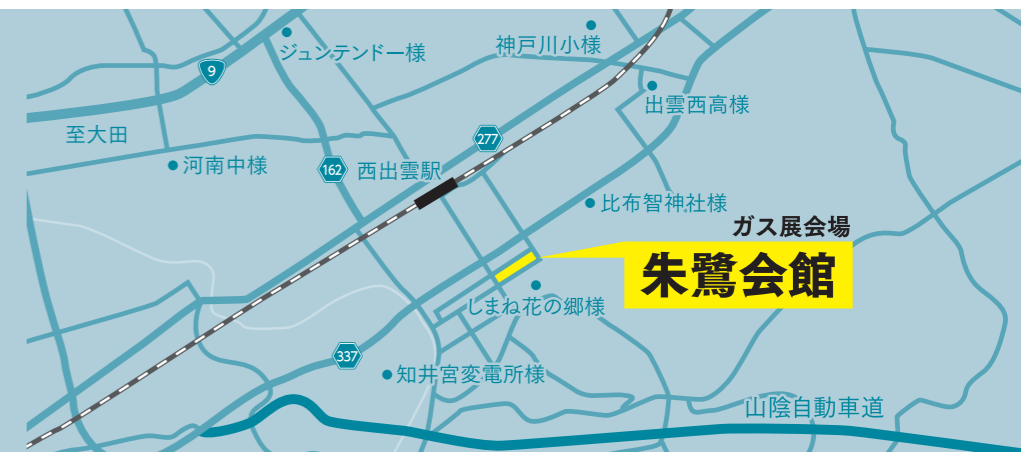 ジュンテンドー様
神戸川小様
9
出雲西高様
至大田
277
河南中様
162
西出雲駅
比布智神社様
ガス展会場
朱鷺会館
しまね花の郷様
337
知井宮変電所様
山陰自動車道